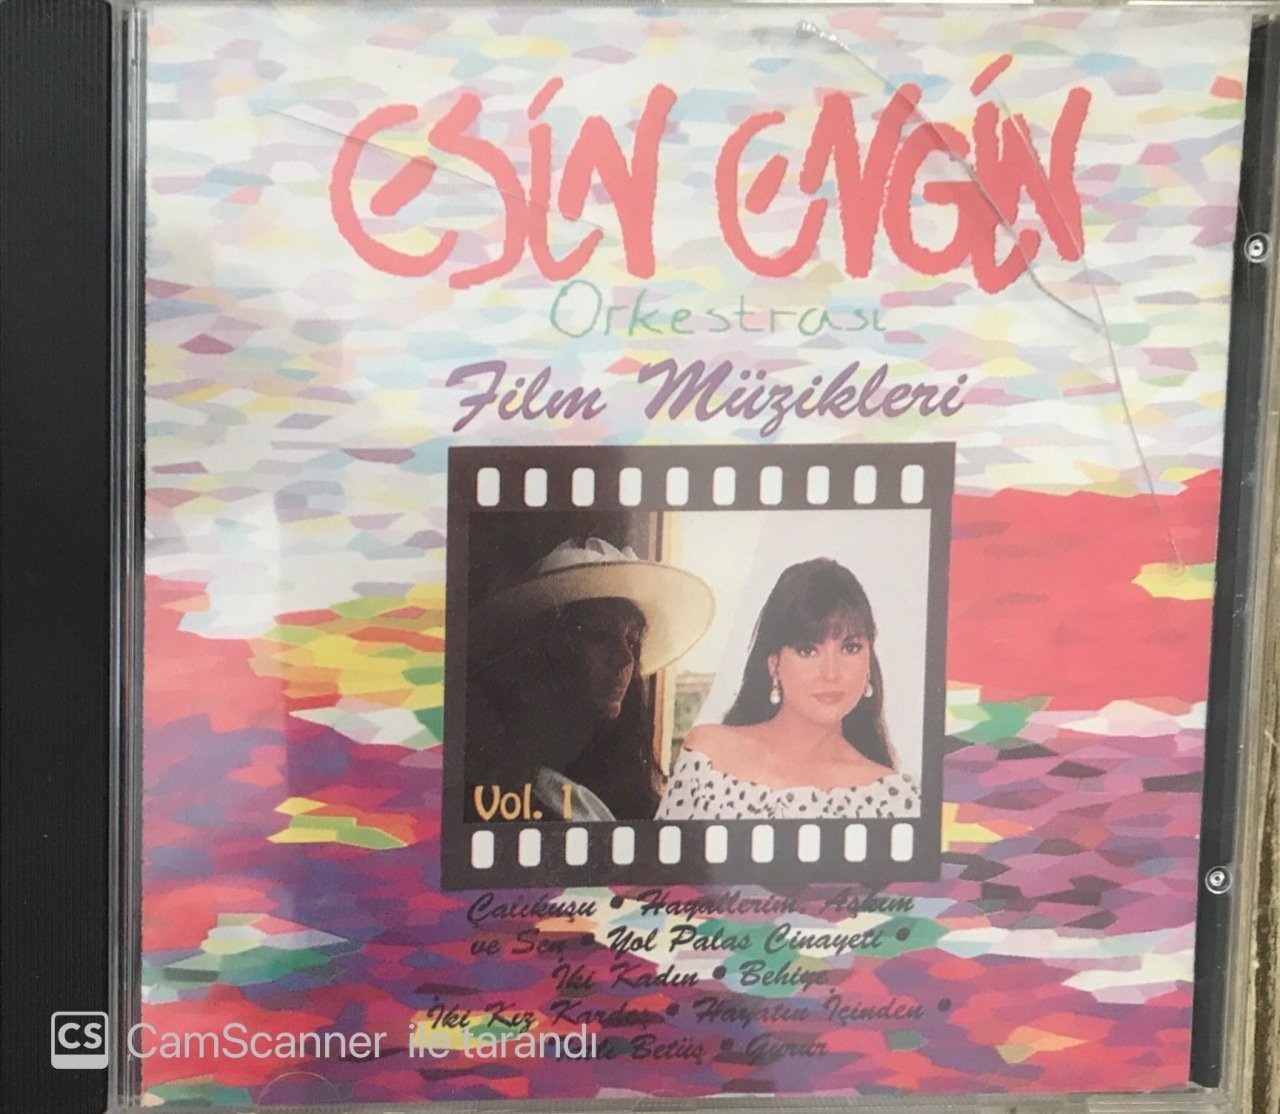 ESİN ENGİN
Orkestrası
Film Müzikleri
Vol. 1
Çalıkuşu • Hayallerim, Aşkım
ve Sen • Yol Palas Cinayeti •
İki Kadın • Behiye
İki Kız Kardeş • Hayatın İçinden •
Betüş • Gurur
CS CamScanner ile tarandı